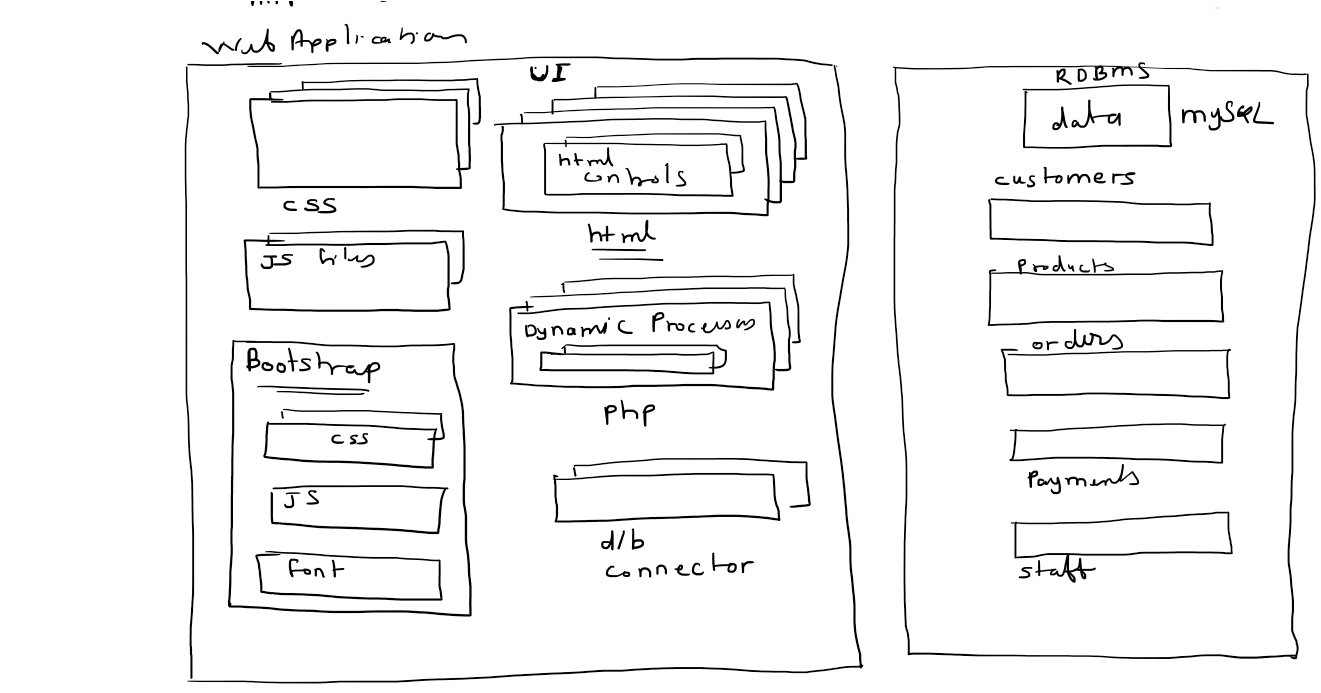 Web Application
UI
css
JS files
Bootstrap
css
JS
font
html
controls
html
Dynamic Processes
php
d/b
connector
RDBMS
data
mySQL
customers
Products
orders
Payments
staff